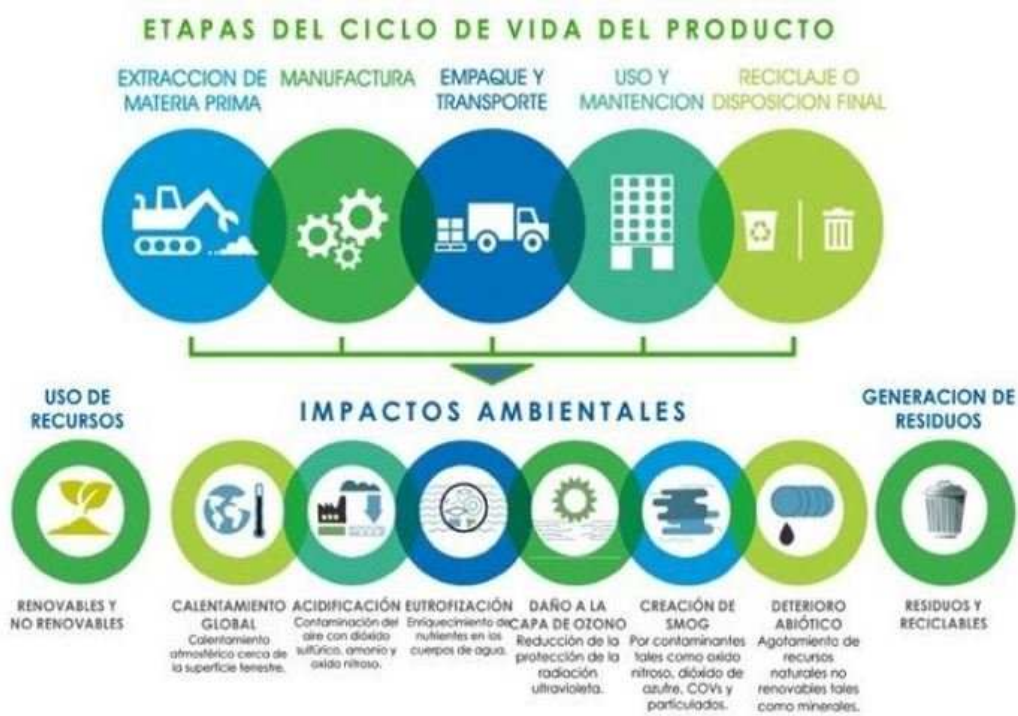 ETAPAS DEL CICLO DE VIDA DEL PRODUCTO
EXTRACCION DE
MATERIA PRIMA
MANUFACTURA
EMPAQUE Y
TRANSPORTE
USO Y
MANTENCION
RECICLAJE O
DISPOSICION FINAL
USO DE
RECURSOS
IMPACTOS AMBIENTALES
GENERACION DE
RESIDUOS
RENOVABLES Y
NO RENOVABLES
CALENTAMIENTO
GLOBAL
Calentamiento
atmosférico cerca de
la superficie terrestre.
ACIDIFICACIÓN
Contaminación del
aire con dióxido
sulfúrico, amonio y
oxido nitroso.
EUTROFIZACIÓN
Enriquecimiento de
nutrientes en los
cuerpos de agua.
DAÑO A LA
CAPA DE OZONO
Reducción de la
protección de la
radiación
ultravioleta.
CREACIÓN DE
SMOG
Por contaminantes
tales como oxido
nitroso, dióxido de
azufre, COVs y
particulados.
DETERIORO
ABIÓTICO
Agotamiento de
recursos
naturales no
renovables tales
como minerales.
RESIDUOS Y
RECICLABLES